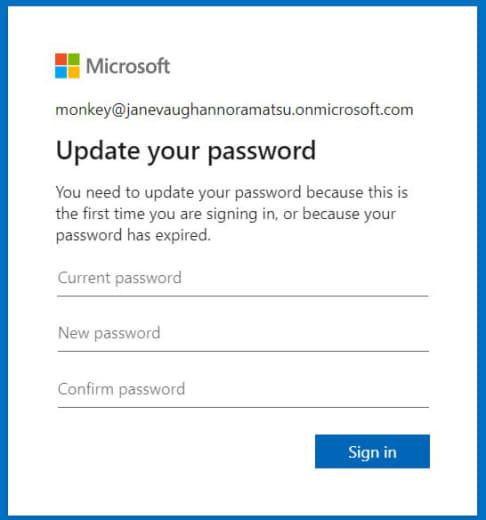 Microsoft
monkey@janevaughannoramatsu.onmicrosoft.com
Update your password
You need to update your password because this is
the first time you are signing in, or because your
password has expired.
Current password
New password
Confirm password
Sign in